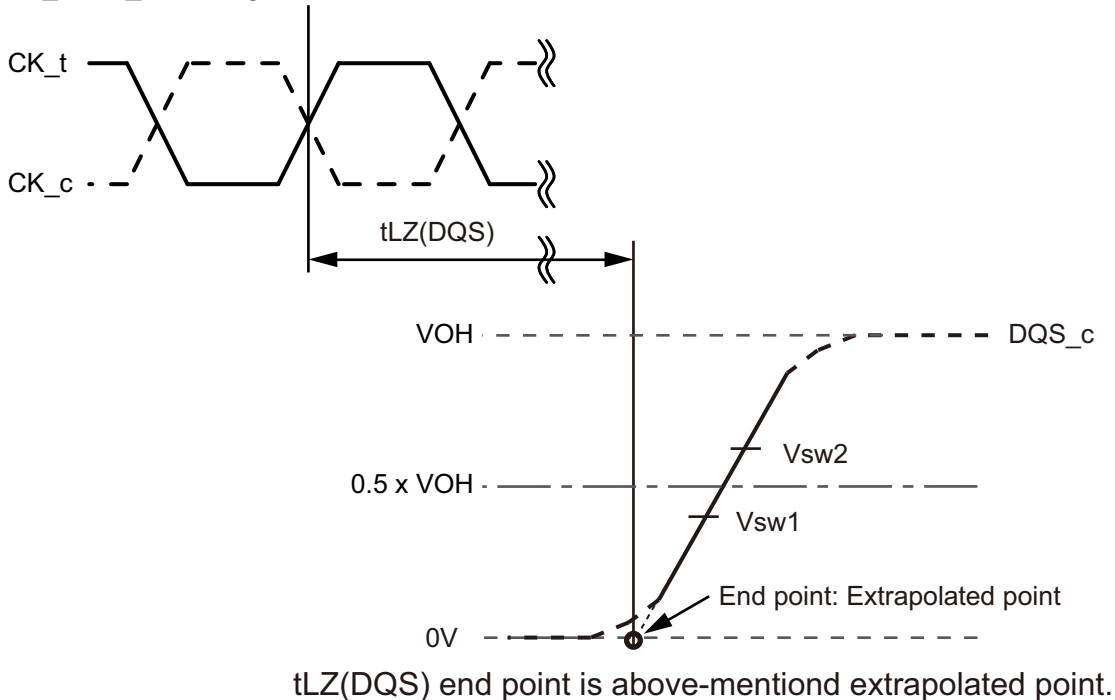 CK_t
CK_c
tLZ(DQS)
VOH
DQS_c
Vsw2
0.5 x VOH
Vsw1
End point: Extrapolated point
0V
tLZ(DQS) end point is above-mentiond extrapolated point.